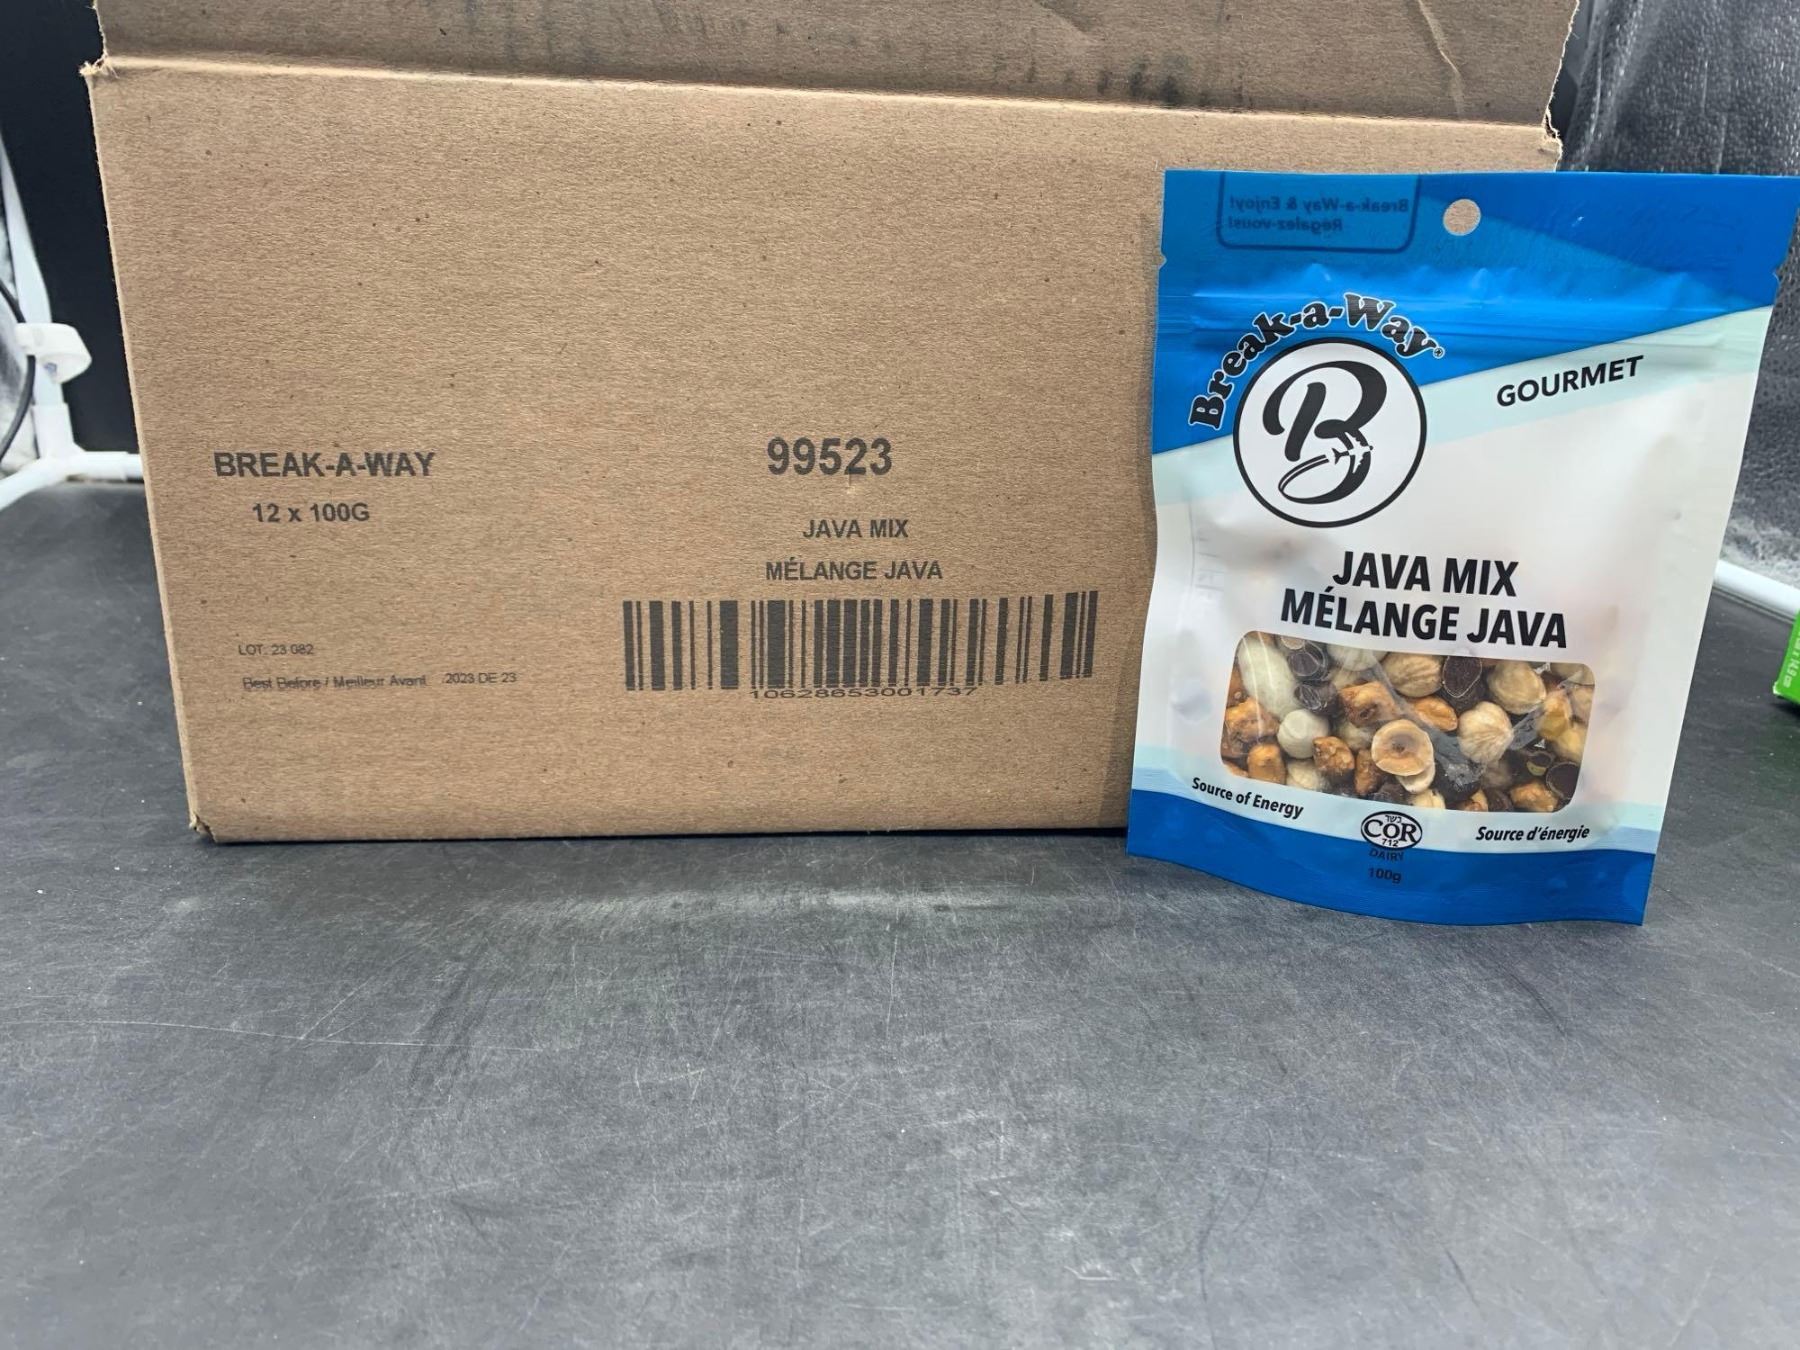 BREAK-A-WAY
12 x 100G
99523
JAVA MIX
MÉLANGE JAVA
LOT: 23 082
Best Before / Meilleur Avant 2023 DE 23
10628653001737
Break-a-Way & Enjoy!
Régalez-vous!
Break-a-Way®
B
GOURMET
JAVA MIX
MÉLANGE JAVA
Source of Energy
כשר
COR
712
DAIRY
100g
Source d'énergie